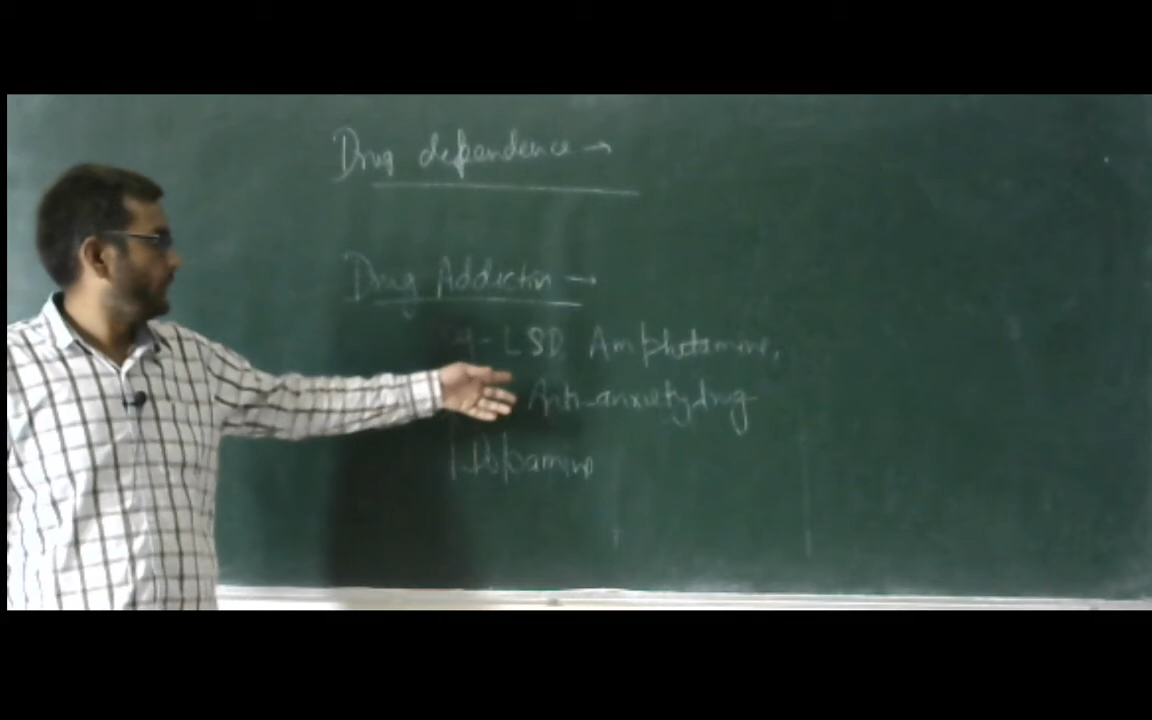 Drug dependence →
Drug Addiction →
LSD Amphetamine,
Anti-anxiety drug
Dopamine